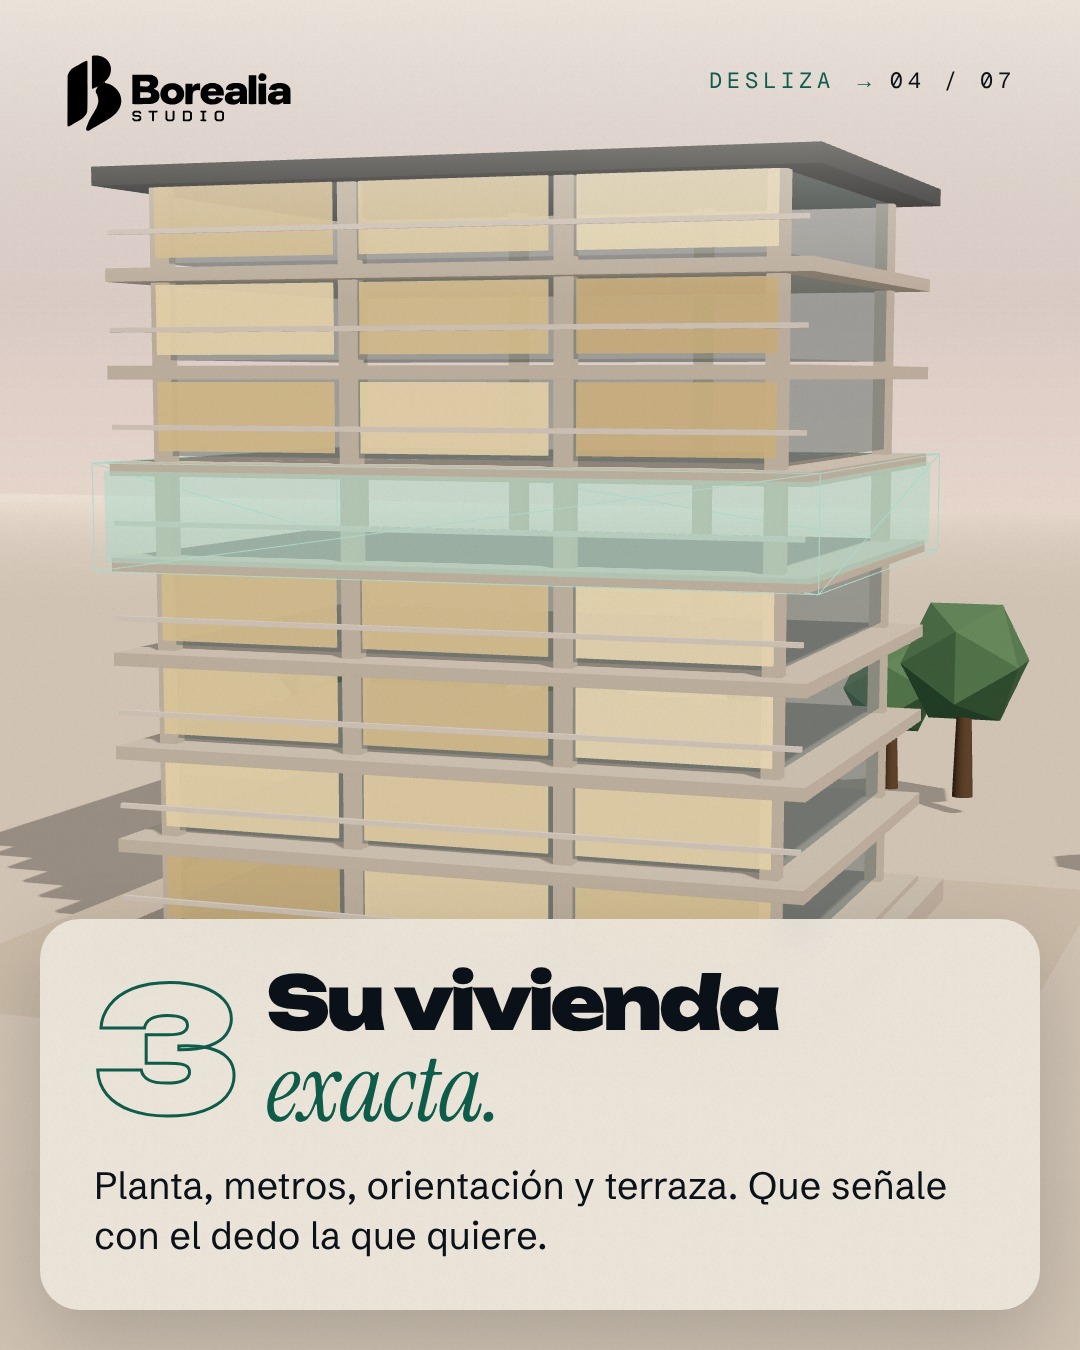 Borealia
STUDIO
DESLIZA → 04 / 07
3
Su vivienda
exacta.
Planta, metros, orientación y terraza. Que señale
con el dedo la que quiere.